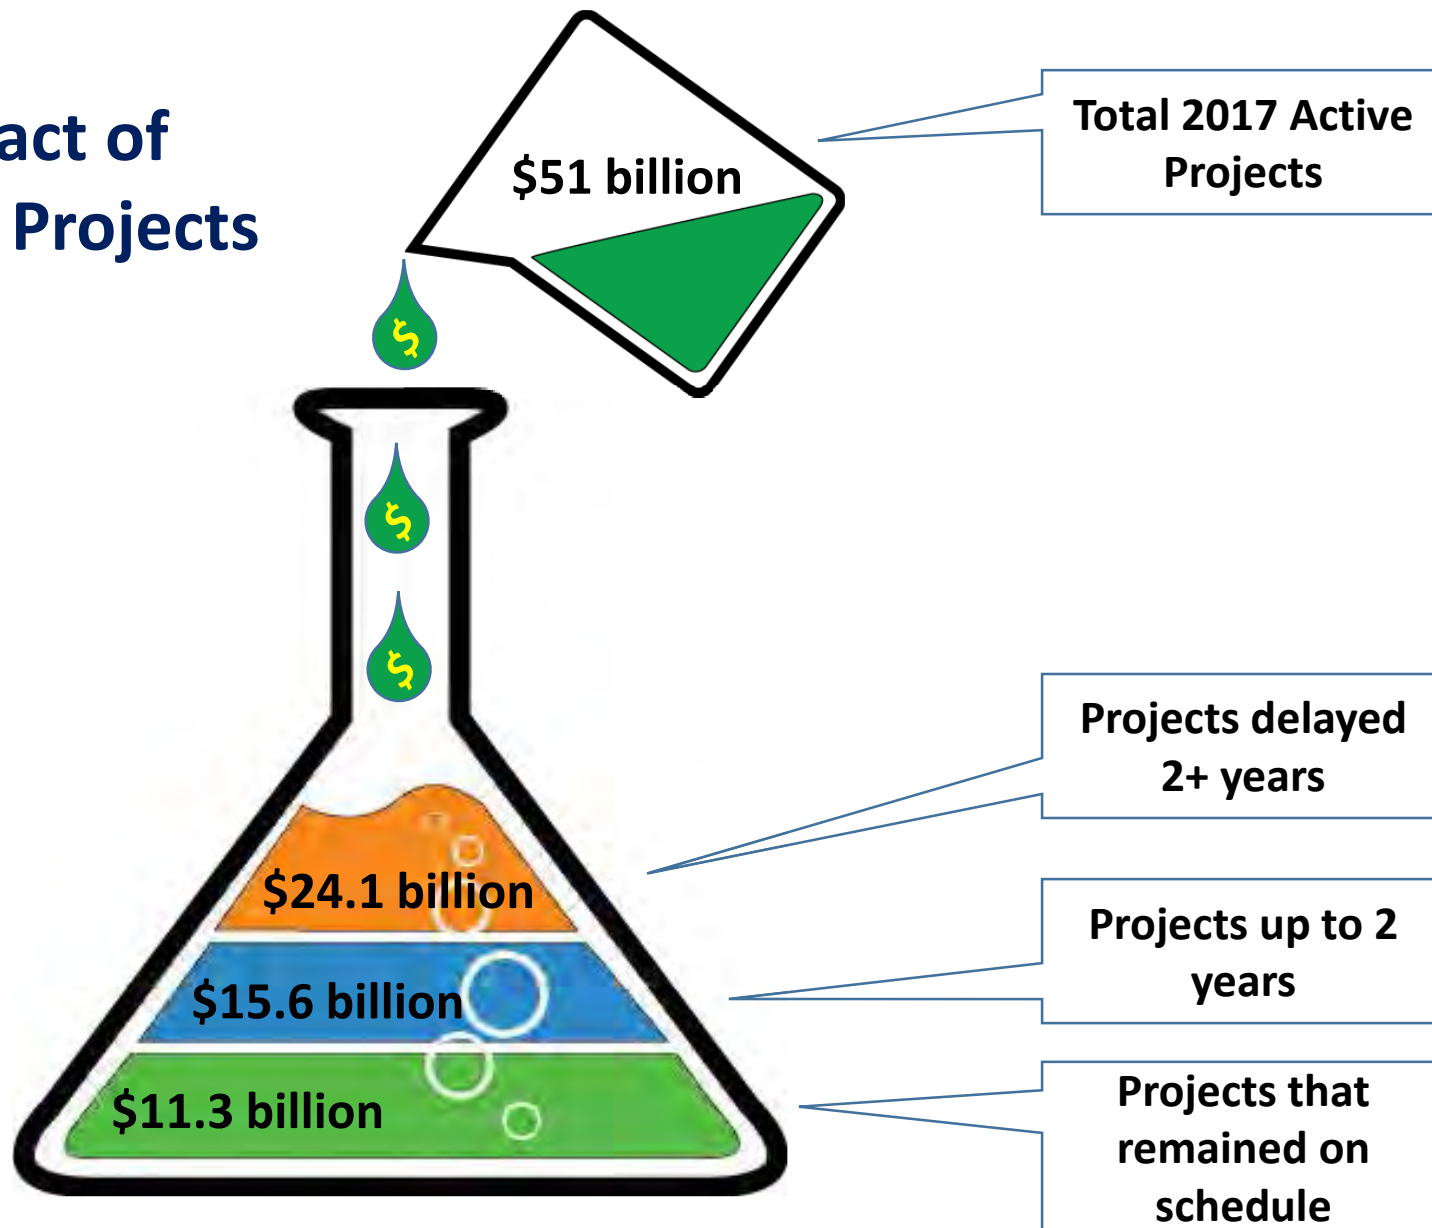 act of
Projects
$51 billion
Total 2017 Active
Projects
$
$
$
Projects delayed
2+ years
$24.1 billion
Projects up to 2
years
$15.6 billion
Projects that
remained on
schedule
$11.3 billion